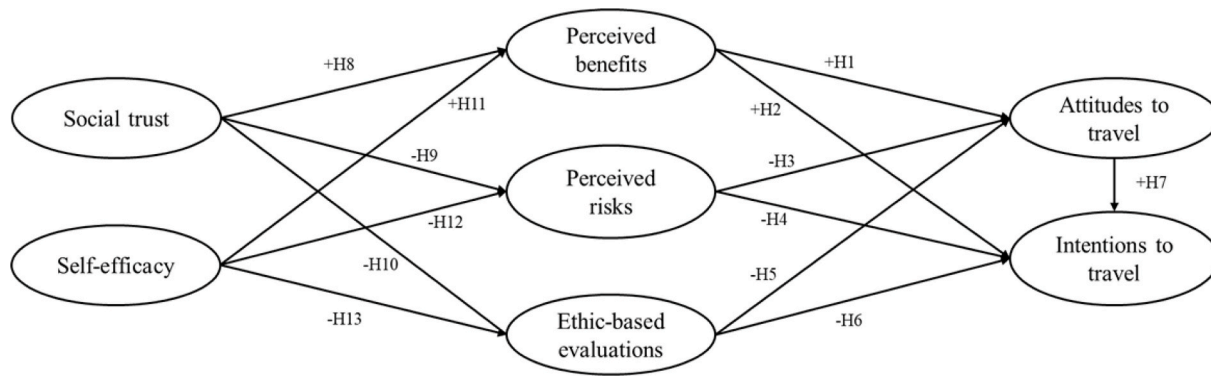 Perceived
benefits
+H8
+H1
+H11
+H2
Social trust
Attitudes to
travel
-H9
-H3
Perceived
risks
+H7
-H12
-H4
Self-efficacy
-H10
-H5
Intentions to
travel
-H13
-H6
Ethic-based
evaluations